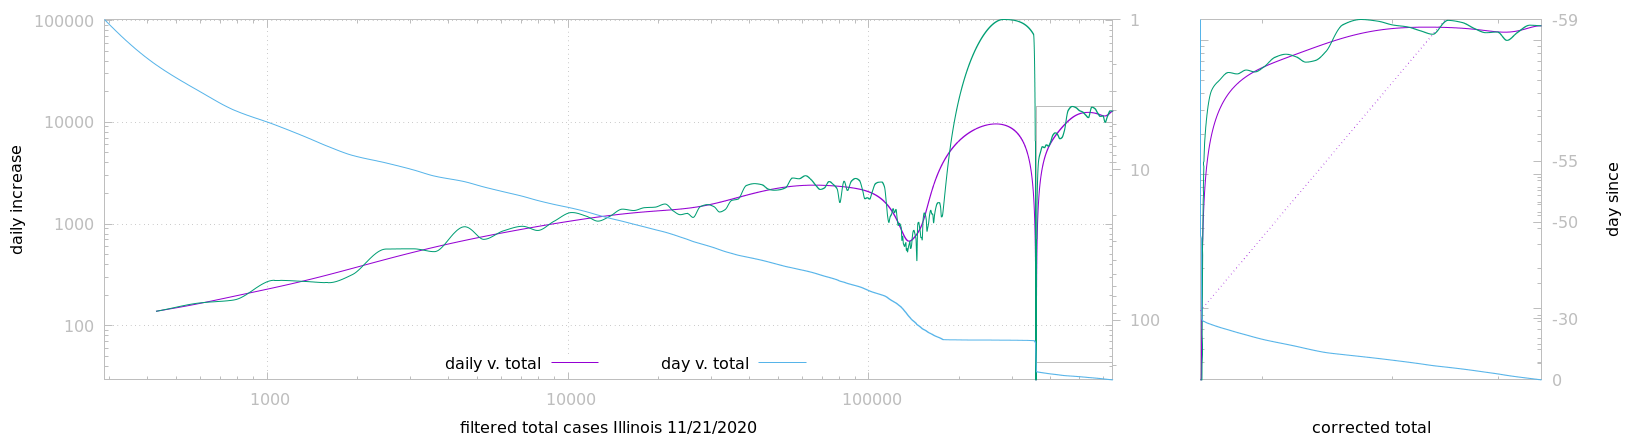 100000
10000
1000
100
daily increase
1
10
100
daily v. total
day v. total
1000
10000
100000
filtered total cases Illinois 11/21/2020
-59
-55
-50
-30
0
day since
corrected total